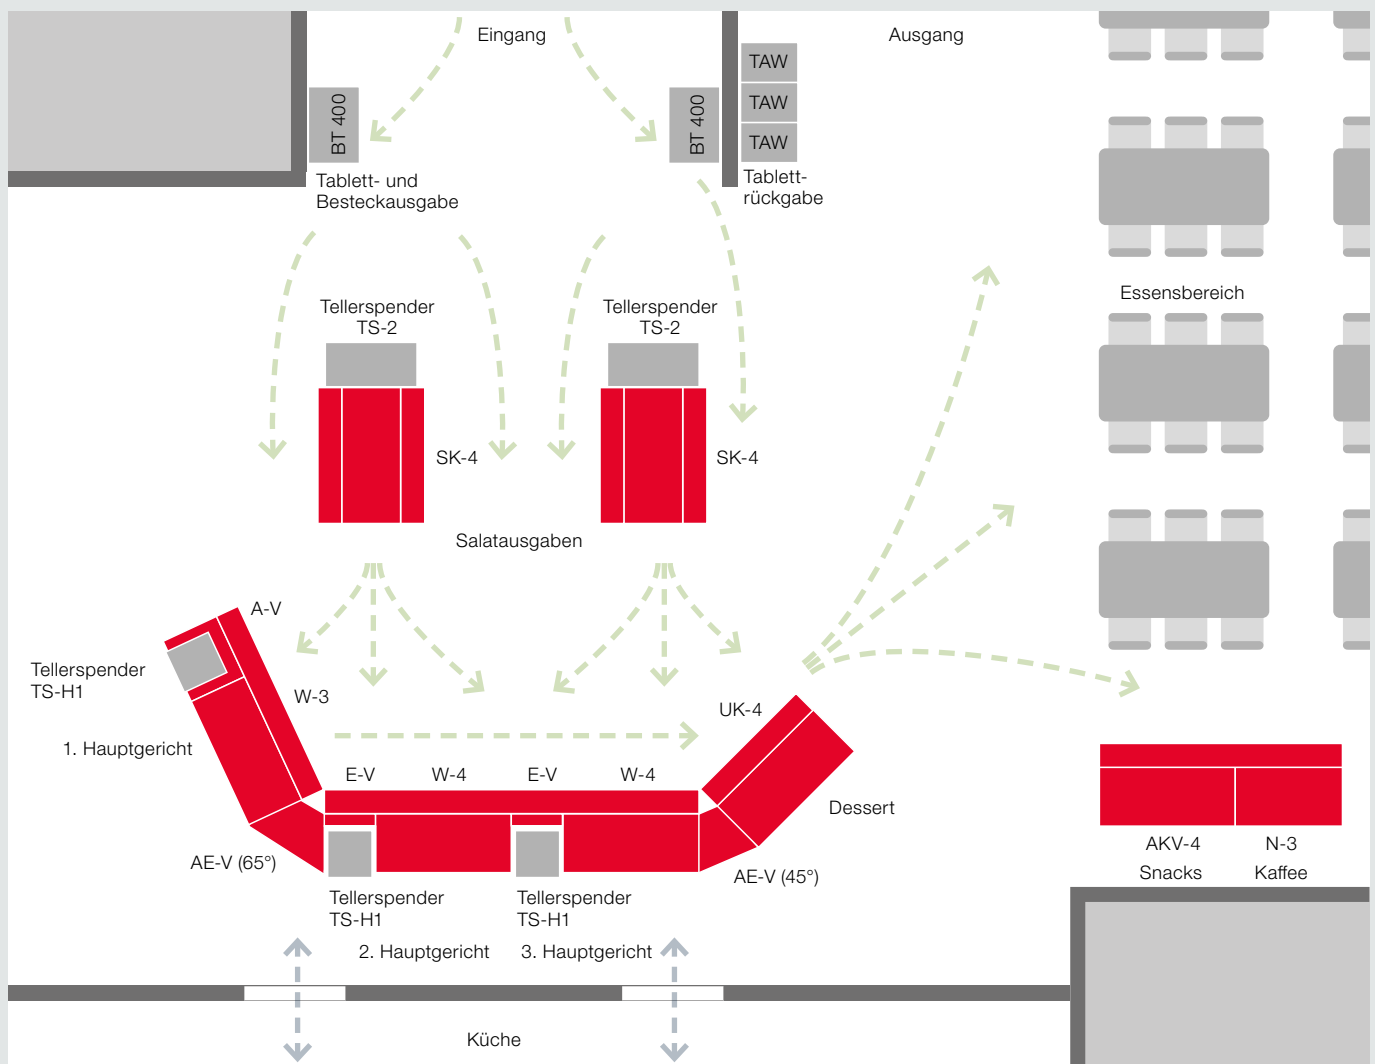 Eingang
Ausgang
TAW
TAW
TAW
BT 400
BT 400
Tablett- und
Besteckausgabe
Tablett-
rückgabe
Essensbereich
Tellerspender
TS-2
Tellerspender
TS-2
SK-4
SK-4
Salatausgaben
A-V
Tellerspender
TS-H1
W-3
UK-4
1. Hauptgericht
E-V
W-4
E-V
W-4
Dessert
AE-V (65°)
AE-V (45°)
AKV-4
Snacks
N-3
Kaffee
Tellerspender
TS-H1
Tellerspender
TS-H1
2. Hauptgericht
3. Hauptgericht
Küche